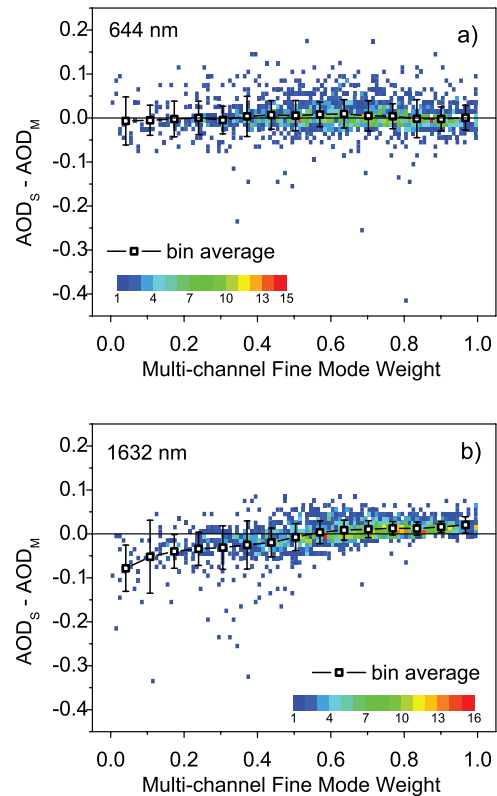 644 nm
a)
0.2
0.1
0.0
-0.1
-0.2
-0.3
-0.4
AOD_S - AOD_M
bin average
1 4 7 10 13 15
0.0 0.2 0.4 0.6 0.8 1.0
Multi-channel Fine Mode Weight
1632 nm
b)
0.2
0.1
0.0
-0.1
-0.2
-0.3
-0.4
AOD_S - AOD_M
bin average
1 4 7 10 13 16
0.0 0.2 0.4 0.6 0.8 1.0
Multi-channel Fine Mode Weight